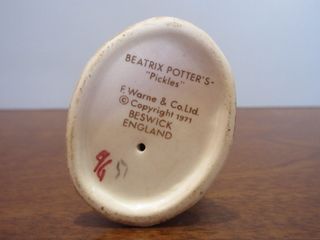 BEATRIX POTTER'S
"Pickles"
F. Warne & Co. Ltd.
© Copyright 1971
BESWICK
ENGLAND